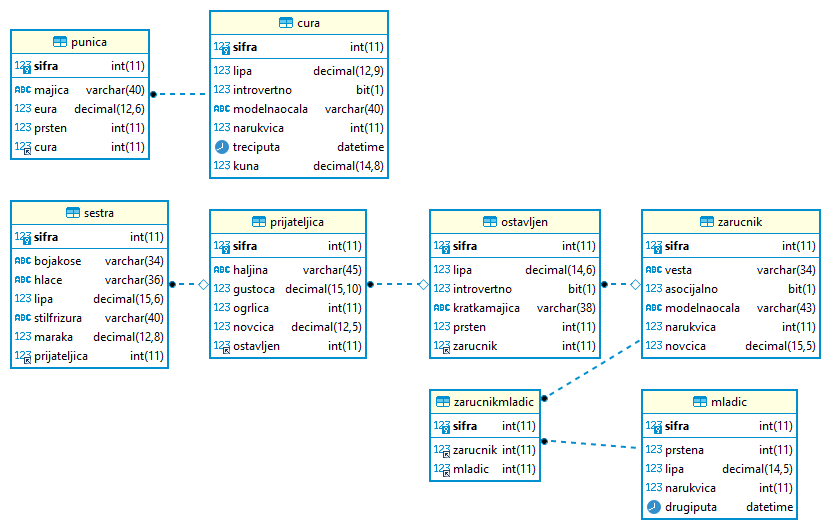 punica
123 sifra int(11)
ABC majica varchar(40)
123 eura decimal(12,6)
123 prsten int(11)
123 cura int(11)
cura
123 sifra int(11)
123 lipa decimal(12,9)
123 introvertno bit(1)
ABC modelnaocala varchar(40)
123 narukvica int(11)
treciputa datetime
123 kuna decimal(14,8)
sestra
123 sifra int(11)
ABC bojakose varchar(34)
ABC hlace varchar(36)
123 lipa decimal(15,6)
ABC stilfrizura varchar(40)
123 maraka decimal(12,8)
123 prijateljica int(11)
prijateljica
123 sifra int(11)
ABC haljina varchar(45)
123 gustoca decimal(15,10)
123 ogrlica int(11)
123 novcica decimal(12,5)
123 ostavljen int(11)
ostavljen
123 sifra int(11)
123 lipa decimal(14,6)
123 introvertno bit(1)
ABC kratkamajica varchar(38)
123 prsten int(11)
123 zarucnik int(11)
zarucnik
123 sifra int(11)
ABC vesta varchar(34)
123 asocijalno bit(1)
ABC modelnaocala varchar(43)
123 narukvica int(11)
123 novcica decimal(15,5)
zarucnikmladic
123 sifra int(11)
123 zarucnik int(11)
123 mladic int(11)
mladic
123 sifra int(11)
123 prstena int(11)
123 lipa decimal(14,5)
123 narukvica int(11)
drugiputa datetime